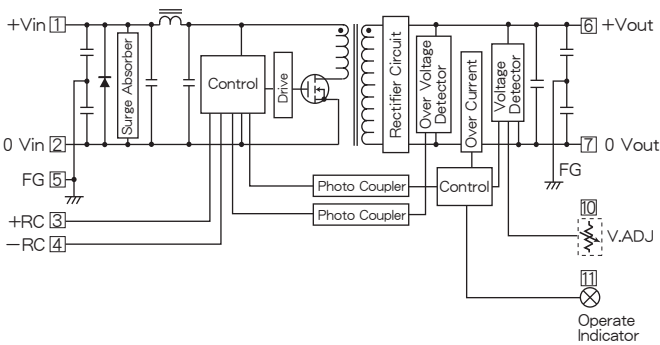 +Vin 1
6 +Vout
Surge Absorber
Control
Drive
Rectifier Circuit
Over Voltage
Detector
Over Current
Voltage
Detector
0 Vin 2
7 0 Vout
FG 5
FG
Photo Coupler
Control
+RC 3
Photo Coupler
10
−RC 4
V.ADJ
11
Operate
Indicator